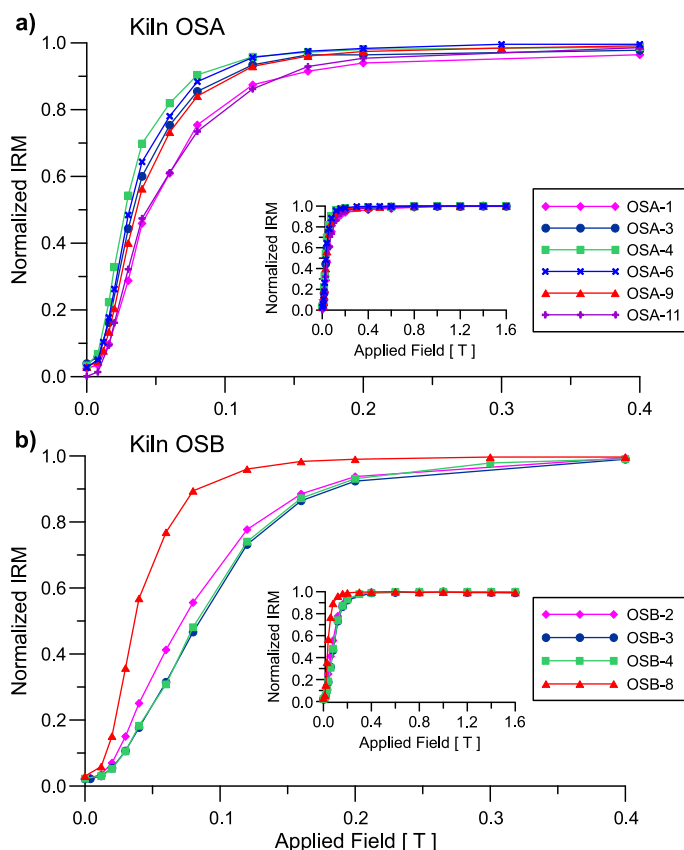 a)
Kiln OSA
1.0
0.8
0.6
0.4
0.2
0.0
Normalized IRM
0.0
0.1
0.2
0.3
0.4
1.0
0.8
0.6
0.4
0.2
0.0
Normalized IRM
0.0 0.4 0.8 1.2 1.6
Applied Field [ T ]
OSA-1
OSA-3
OSA-4
OSA-6
OSA-9
OSA-11
b)
Kiln OSB
1.0
0.8
0.6
0.4
0.2
0.0
Normalized IRM
0.0
0.1
0.2
0.3
0.4
Applied Field [ T ]
1.0
0.8
0.6
0.4
0.2
0.0
Normalized IRM
0.0 0.4 0.8 1.2 1.6
Applied Field [ T ]
OSB-2
OSB-3
OSB-4
OSB-8